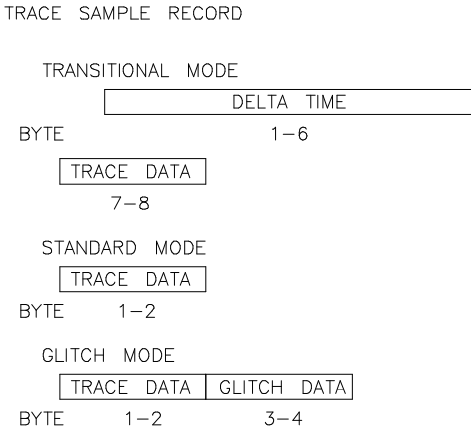 TRACE SAMPLE RECORD
TRANSITIONAL MODE
DELTA TIME
BYTE 1-6
TRACE DATA
7-8
STANDARD MODE
TRACE DATA
BYTE 1-2
GLITCH MODE
TRACE DATA GLITCH DATA
BYTE 1-2 3-4